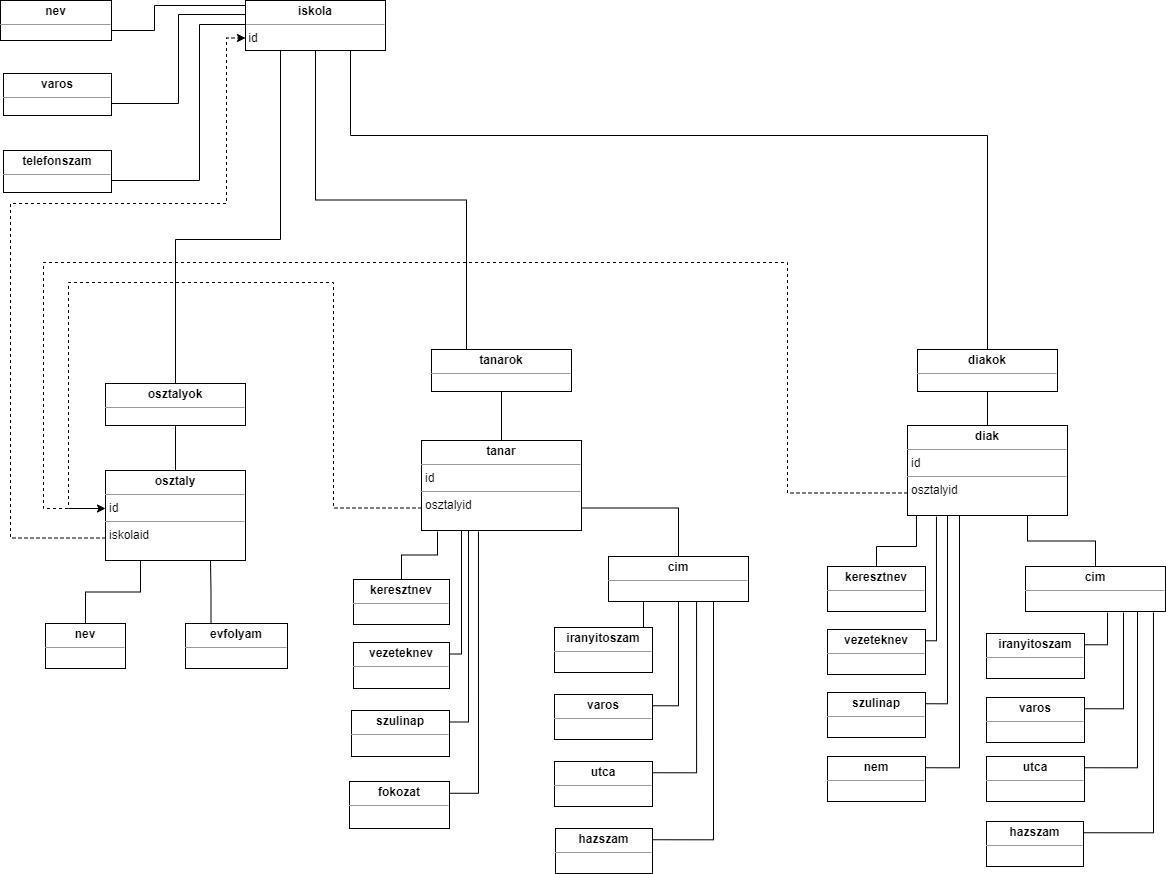 nev
iskola
id
varos
telefonszam
tanarok
diakok
osztalyok
osztaly
id
iskolaid
tanar
id
osztalyid
diak
id
osztalyid
nev
evfolyam
keresztnev
vezeteknev
szulinap
fokozat
cim
iranyitoszam
varos
utca
hazszam
keresztnev
vezeteknev
szulinap
nem
cim
iranyitoszam
varos
utca
hazszam